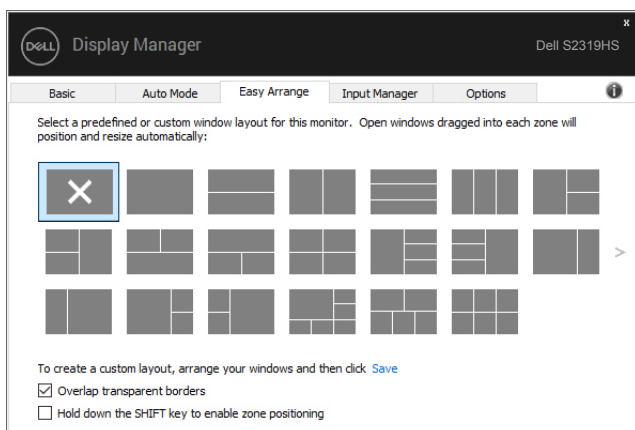 x
DELL Display Manager Dell S2319HS
Basic Auto Mode Easy Arrange Input Manager Options
Select a predefined or custom window layout for this monitor. Open windows dragged into each zone will
position and resize automatically:
To create a custom layout, arrange your windows and then click Save
Overlap transparent borders
Hold down the SHIFT key to enable zone positioning